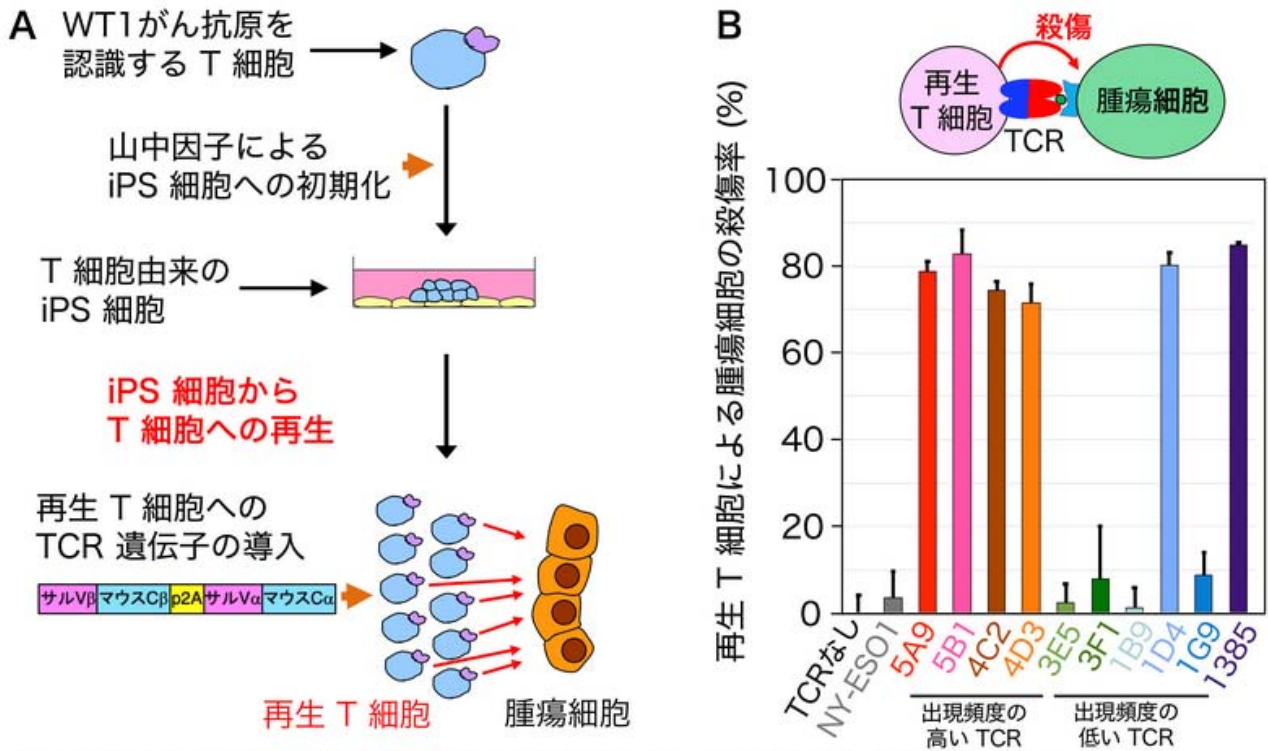 A
WT1がん抗原を
認識する T 細胞
山中因子による
iPS 細胞への初期化
T 細胞由来の
iPS 細胞
iPS 細胞から
T 細胞への再生
再生 T 細胞への
TCR 遺伝子の導入
サルVβ マウスCβ p2A サルVα マウスCα
再生 T 細胞
腫瘍細胞
B
殺傷
再生
T 細胞
TCR
腫瘍細胞
再生 T 細胞による腫瘍細胞の殺傷率 (%)
100
80
60
40
20
0
TCRなし
NY-ESO1
5A9
5B1
4C2
4D3
3E5
3F1
1B9
1D4
1G9
1385
出現頻度の
高い TCR
出現頻度の
低い TCR